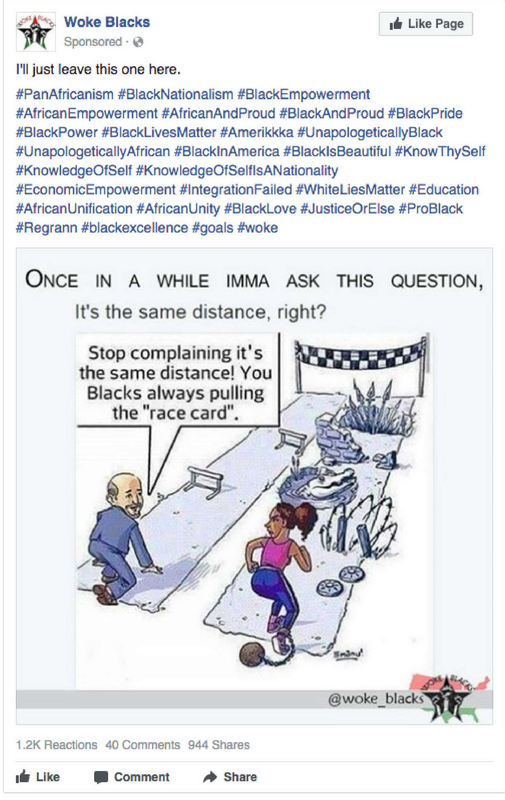 Woke Blacks
Sponsored ·
Like Page
I'll just leave this one here.
#PanAfricanism #BlackNationalism #BlackEmpowerment
#AfricanEmpowerment #AfricanAndProud #BlackAndProud #BlackPride
#BlackPower #BlackLivesMatter #Amerikkka #UnapologeticallyBlack
#UnapologeticallyAfrican #BlackInAmerica #BlackIsBeautiful #KnowThySelf
#KnowledgeOfSelf #KnowledgeOfSelfIsANationality
#EconomicEmpowerment #IntegrationFailed #WhiteLiesMatter #Education
#AfricanUnification #AfricanUnity #BlackLove #JusticeOrElse #ProBlack
#Regrann #blackexcellence #goals #woke
ONCE IN A WHILE IMMA ASK THIS QUESTION,
It's the same distance, right?
Stop complaining it's
the same distance! You
Blacks always pulling
the "race card".
@woke_blacks
WOKE BLACKS
1.2K Reactions 40 Comments 944 Shares
Like Comment Share